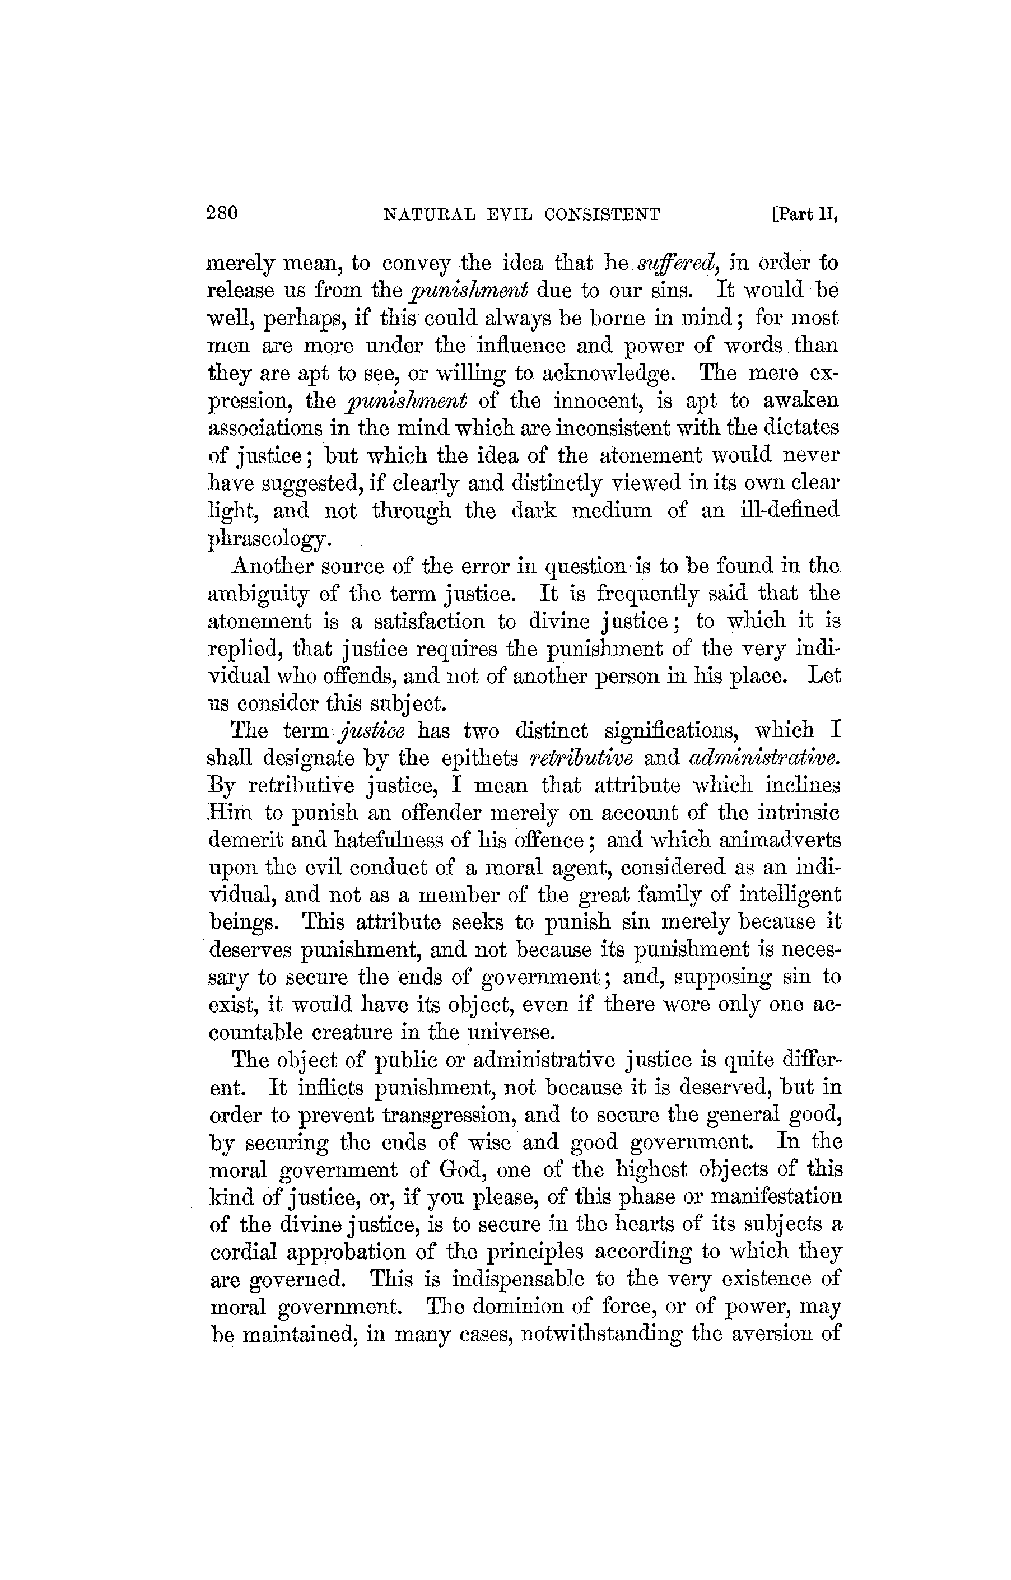 280 NATURAL EVIL CONSISTENT [Part II,
merely mean, to convey the idea that he suffered, in order to
release us from the punishment due to our sins. It would be
well, perhaps, if this could always be borne in mind; for most
men are more under the influence and power of words than
they are apt to see, or willing to acknowledge. The mere ex-
pression, the punishment of the innocent, is apt to awaken
associations in the mind which are inconsistent with the dictates
of justice; but which the idea of the atonement would never
have suggested, if clearly and distinctly viewed in its own clear
light, and not through the dark medium of an ill-defined
phraseology.
Another source of the error in question is to be found in the
ambiguity of the term justice. It is frequently said that the
atonement is a satisfaction to divine justice; to which it is
replied, that justice requires the punishment of the very indi-
vidual who offends, and not of another person in his place. Let
us consider this subject.
The term justice has two distinct significations, which I
shall designate by the epithets retributive and administrative.
By retributive justice, I mean that attribute which inclines
Him to punish an offender merely on account of the intrinsic
demerit and hatefulness of his offence; and which animadverts
upon the evil conduct of a moral agent, considered as an indi-
vidual, and not as a member of the great family of intelligent
beings. This attribute seeks to punish sin merely because it
deserves punishment, and not because its punishment is neces-
sary to secure the ends of government; and, supposing sin to
exist, it would have its object, even if there were only one ac-
countable creature in the universe.
The object of public or administrative justice is quite differ-
ent. It inflicts punishment, not because it is deserved, but in
order to prevent transgression, and to secure the general good,
by securing the ends of wise and good government. In the
moral government of God, one of the highest objects of this
kind of justice, or, if you please, of this phase or manifestation
of the divine justice, is to secure in the hearts of its subjects a
cordial approbation of the principles according to which they
are governed. This is indispensable to the very existence of
moral government. The dominion of force, or of power, may
be maintained, in many cases, notwithstanding the aversion of